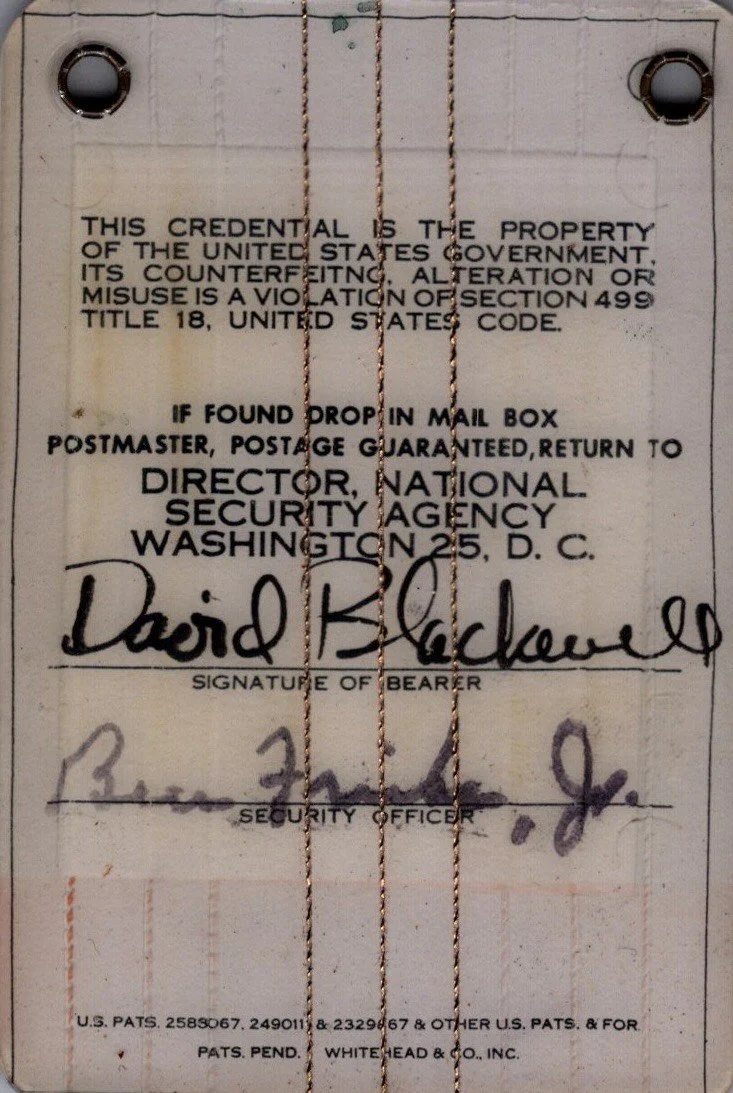 THIS CREDENTIAL IS THE PROPERTY
OF THE UNITED STATES GOVERNMENT.
ITS COUNTERFEITNG, ALTERATION OR
MISUSE IS A VIOLATION OF SECTION 499
TITLE 18, UNITED STATES CODE.
IF FOUND DROP IN MAIL BOX
POSTMASTER, POSTAGE GUARANTEED, RETURN TO
DIRECTOR, NATIONAL
SECURITY AGENCY
WASHINGTON 25, D. C.
David Blackwell
SIGNATURE OF BEARER
, Jr.
SECURITY OFFICER
U.S. PATS. & OTHER U.S. PATS. & FOR.
PATS. PEND. WHITEHEAD & CO., INC.